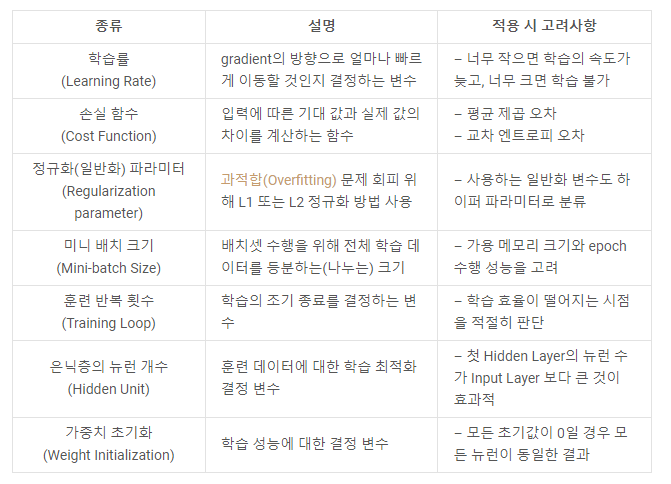 종류
설명
적용 시 고려사항
학습률
(Learning Rate)
gradient의 방향으로 얼마나 빠르
게 이동할 것인지 결정하는 변수
– 너무 작으면 학습의 속도가
늦고, 너무 크면 학습 불가
손실 함수
(Cost Function)
입력에 따른 기대 값과 실제 값의
차이를 계산하는 함수
– 평균 제곱 오차
– 교차 엔트로피 오차
정규화(일반화) 파라미터
(Regularization
parameter)
과적합(Overfitting) 문제 회피 위
해 L1 또는 L2 정규화 방법 사용
– 사용하는 일반화 변수도 하
이퍼 파라미터로 분류
미니 배치 크기
(Mini-batch Size)
배치셋 수행을 위해 전체 학습 데
이터를 등분하는(나누는) 크기
– 가용 메모리 크기와 epoch
수행 성능을 고려
훈련 반복 횟수
(Training Loop)
학습의 조기 종료를 결정하는 변
수
– 학습 효율이 떨어지는 시점
을 적절히 판단
은닉층의 뉴런 개수
(Hidden Unit)
훈련 데이터에 대한 학습 최적화
결정 변수
– 첫 Hidden Layer의 뉴런 수
가 Input Layer 보다 큰 것이
효과적
가중치 초기화
(Weight Initialization)
학습 성능에 대한 결정 변수
– 모든 초기값이 0일 경우 모
든 뉴런이 동일한 결과